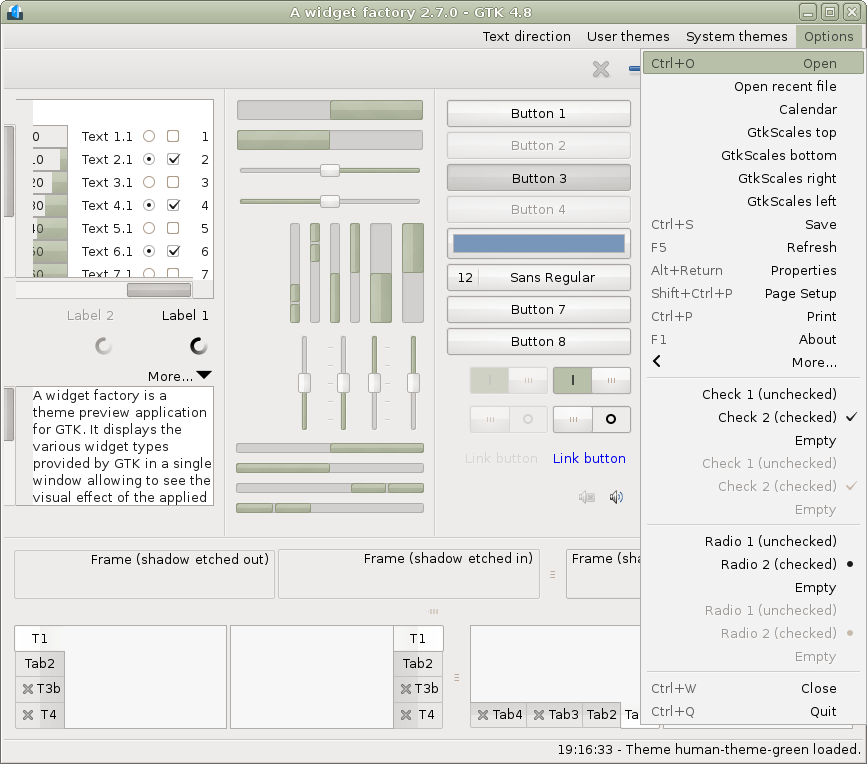 A widget factory 2.7.0 - GTK 4.8
Text direction User themes System themes Options
Ctrl+O Open
Open recent file
Calendar
GtkScales top
GtkScales bottom
GtkScales right
GtkScales left
Ctrl+S Save
F5 Refresh
Alt+Return Properties
Shift+Ctrl+P Page Setup
Ctrl+P Print
F1 About
More...
Check 1 (unchecked)
Check 2 (checked)
Empty
Check 1 (unchecked)
Check 2 (checked)
Empty
Radio 1 (unchecked)
Radio 2 (checked)
Empty
Radio 1 (unchecked)
Radio 2 (checked)
Empty
Ctrl+W Close
Ctrl+Q Quit
0 Text 1.1 1
10 Text 2.1 2
20 Text 3.1 3
30 Text 4.1 4
40 Text 5.1 5
50 Text 6.1 6
60 Text 7.1 7
Label 2 Label 1
More...
A widget factory is a
theme preview application
for GTK. It displays the
various widget types
provided by GTK in a single
window allowing to see the
visual effect of the applied
Button 1
Button 2
Button 3
Button 4
12 Sans Regular
Button 7
Button 8
Link button Link button
Frame (shadow etched out) Frame (shadow etched in) Frame (sha
T1
Tab2
T3b
T4
T1
Tab2
T3b
T4
Tab4 Tab3 Tab2 Ta
19:16:33 - Theme human-theme-green loaded.